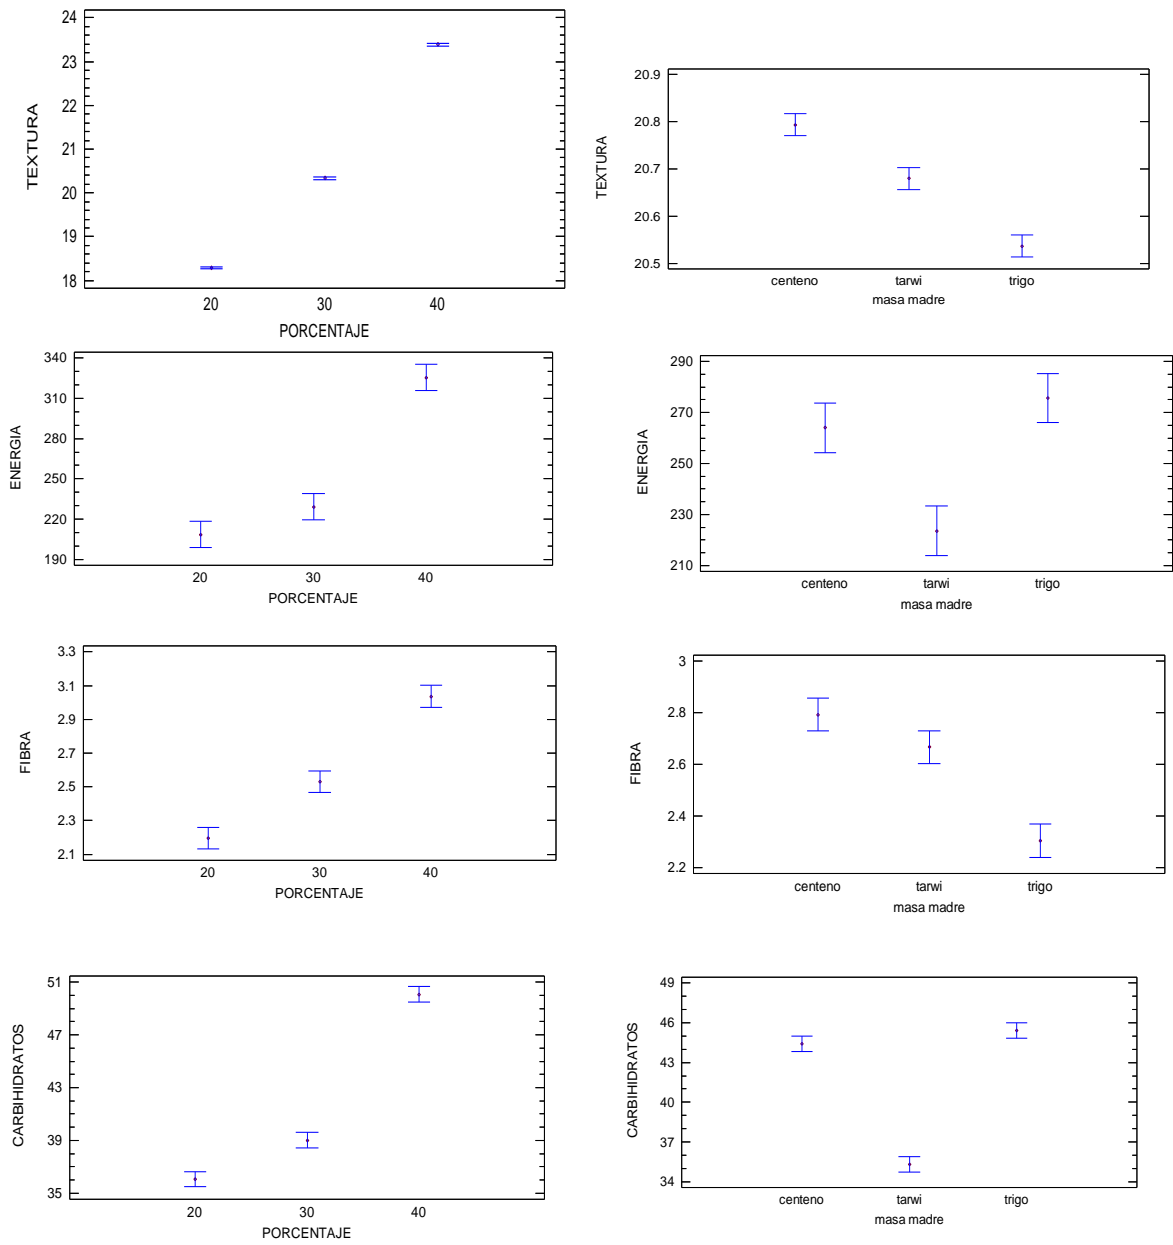 24
23
22
21
20
19
18
TEXTURA
20
30
40
PORCENTAJE
20.9
20.8
20.7
20.6
20.5
TEXTURA
centeno
tarwi
trigo
masa madre
340
310
280
250
220
190
ENERGIA
20
30
40
PORCENTAJE
290
270
250
230
210
ENERGIA
centeno
tarwi
trigo
masa madre
3.3
3.1
2.9
2.7
2.5
2.3
2.1
FIBRA
20
30
40
PORCENTAJE
3
2.8
2.6
2.4
2.2
FIBRA
centeno
tarwi
trigo
masa madre
51
47
43
39
35
CARBIHIDRATOS
20
30
40
PORCENTAJE
49
46
43
40
37
34
CARBIHIDRATOS
centeno
tarwi
trigo
masa madre